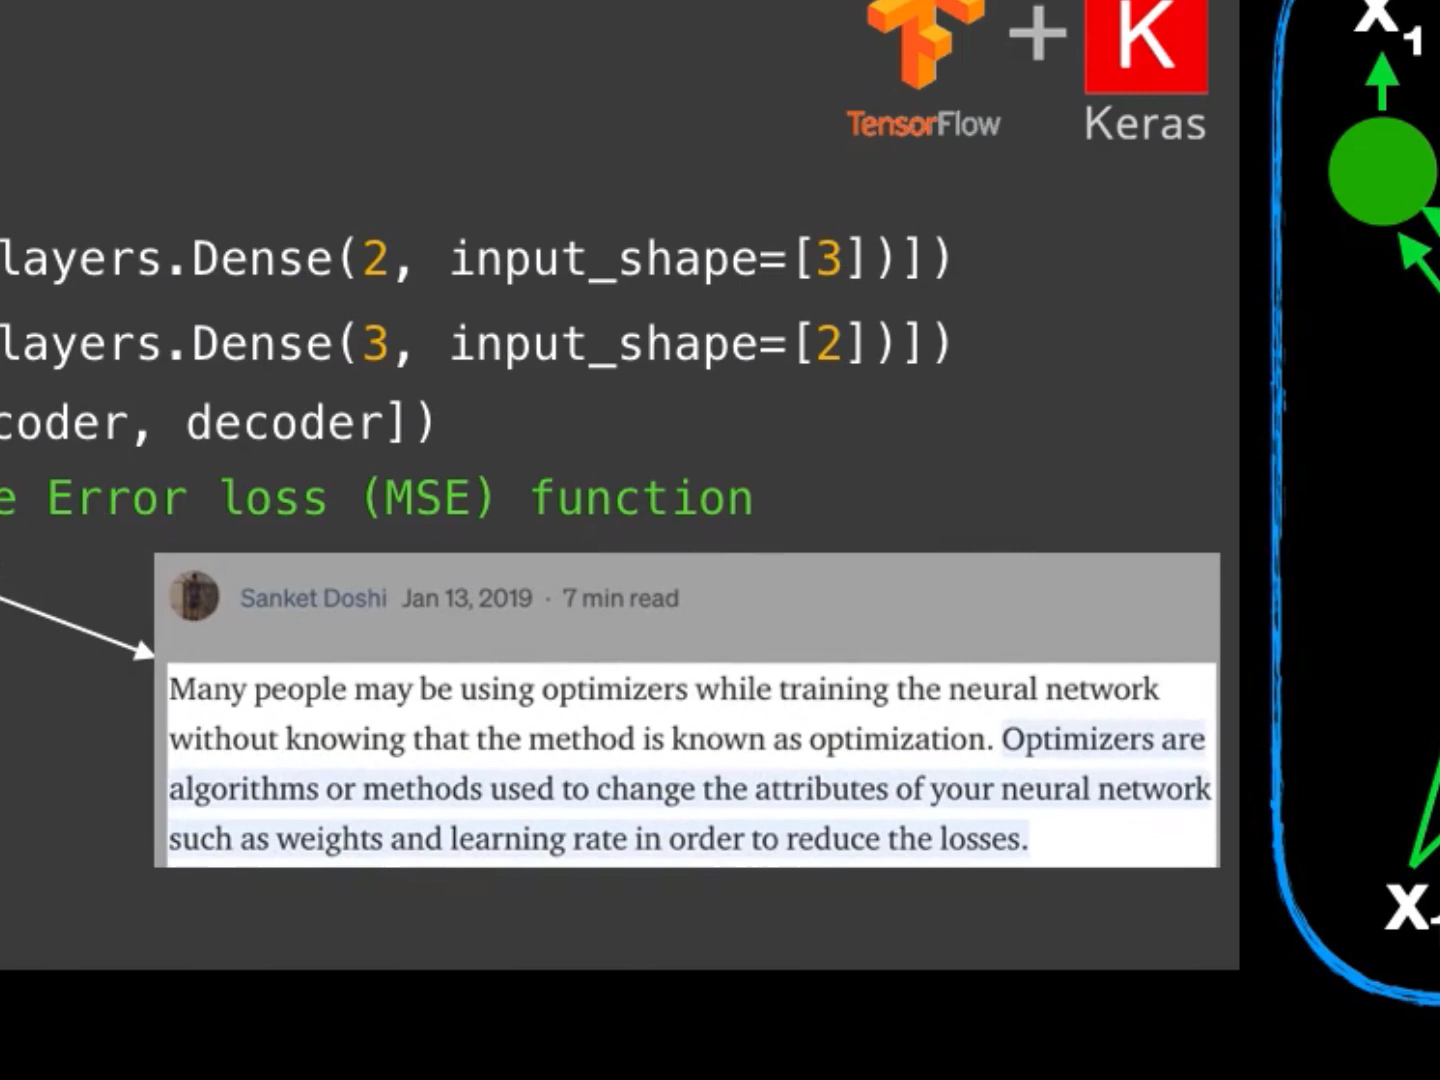 TensorFlow + K
Keras
X1
layers.Dense(2, input_shape=[3])])
layers.Dense(3, input_shape=[2])])
coder, decoder])
e Error loss (MSE) function
Sanket Doshi Jan 13, 2019 · 7 min read
Many people may be using optimizers while training the neural network
without knowing that the method is known as optimization. Optimizers are
algorithms or methods used to change the attributes of your neural network
such as weights and learning rate in order to reduce the losses.
X